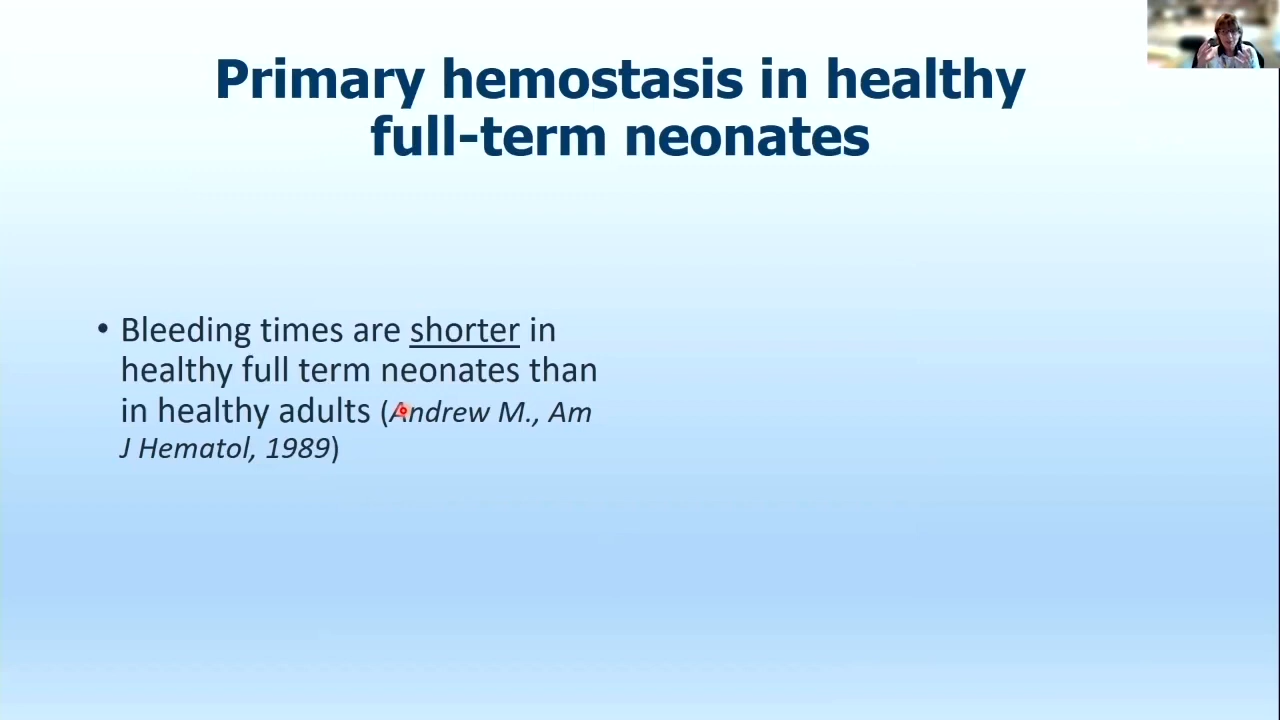 Primary hemostasis in healthy
full-term neonates
• Bleeding times are shorter in
healthy full term neonates than
in healthy adults (Andrew M., Am
J Hematol, 1989)